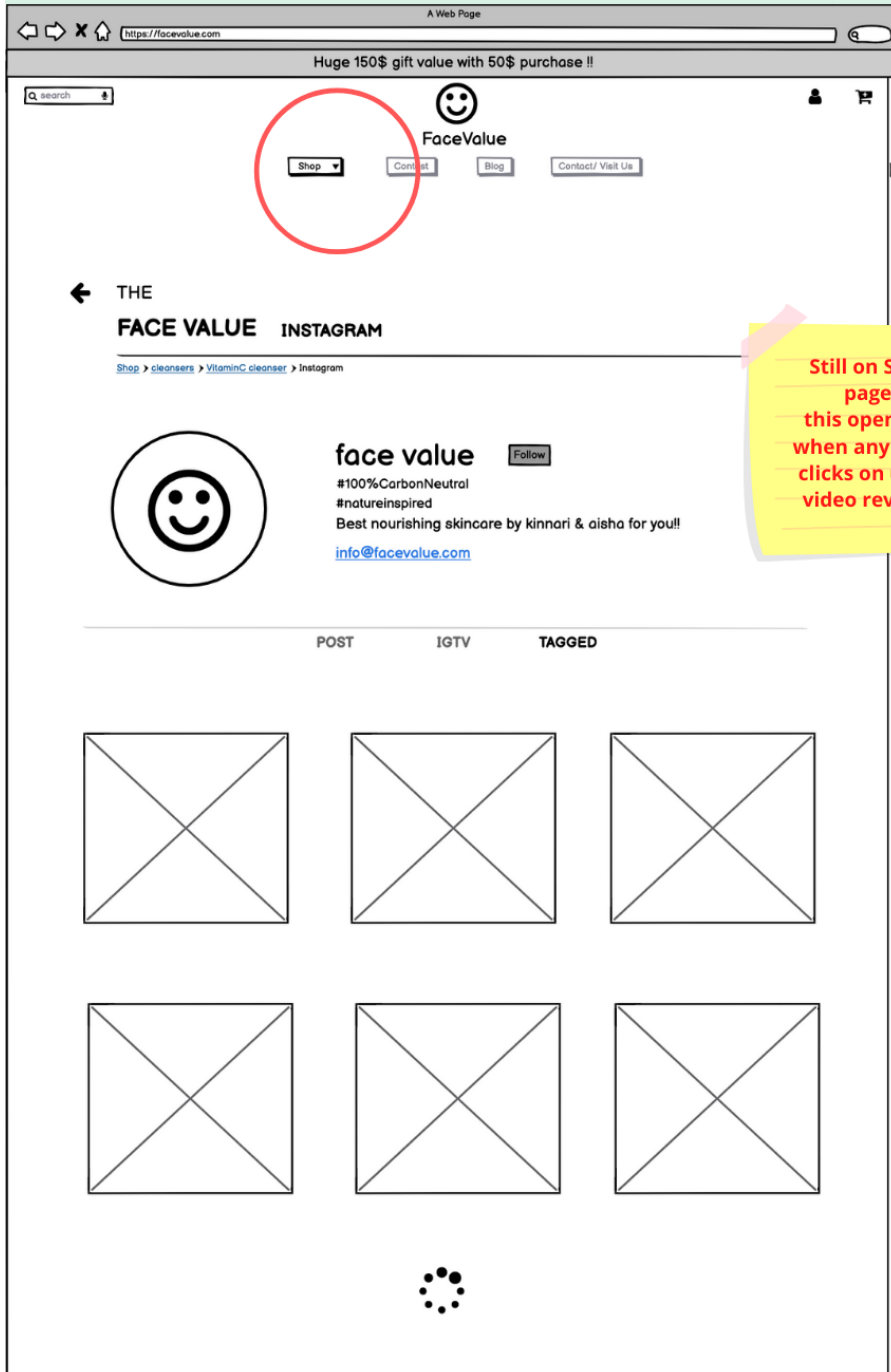 A Web Page
https://facevalue.com
Huge 150$ gift value with 50$ purchase !!
search
FaceValue
Shop
Contest
Blog
Contact/ Visit Us
THE
FACE VALUE INSTAGRAM
Shop > cleansers > VitaminC cleanser > Instagram
Still on S
page
this oper
when any
clicks on
video rev
face value
Follow
#100%CarbonNeutral
#natureinspired
Best nourishing skincare by kinnari & aisha for you!!
info@facevalue.com
POST IGTV TAGGED